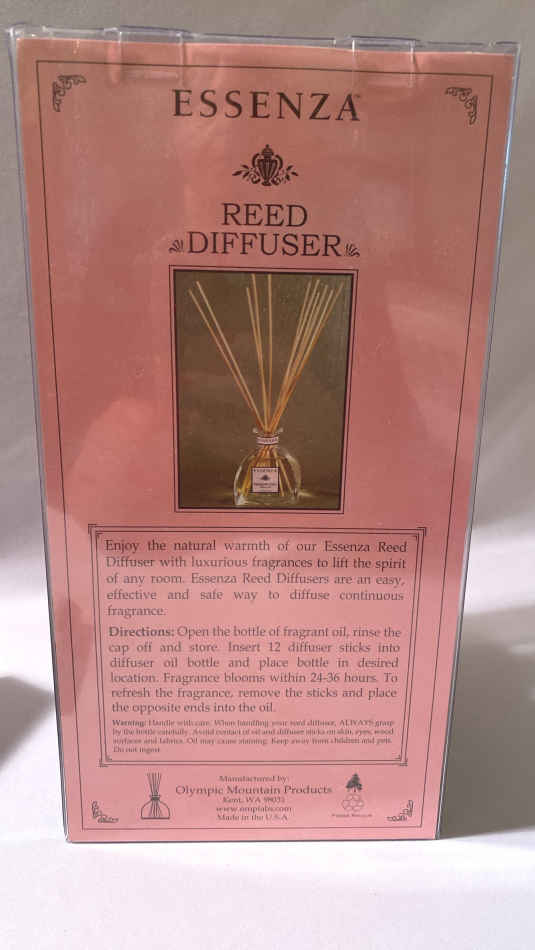 ESSENZA™
REED
DIFFUSER
ESSENZA
Enjoy the natural warmth of our Essenza Reed
Diffuser with luxurious fragrances to lift the spirit
of any room. Essenza Reed Diffusers are an easy,
effective and safe way to diffuse continuous
fragrance.
Directions: Open the bottle of fragrant oil, rinse the
cap off and store. Insert 12 diffuser sticks into
diffuser oil bottle and place bottle in desired
location. Fragrance blooms within 24-36 hours. To
refresh the fragrance, remove the sticks and place
the opposite ends into the oil.
Warning: Handle with care. When handling your reed diffuser, ALWAYS grasp
by the bottle carefully. Avoid contact of oil and diffuser sticks on skin, eyes, wood
surfaces and fabrics. Oil may cause staining. Keep away from children and pets.
Do not ingest.
Manufactured by:
Olympic Mountain Products
Kent, WA 98031
www.omplabs.com
Made in the U.S.A.
Please Recycle